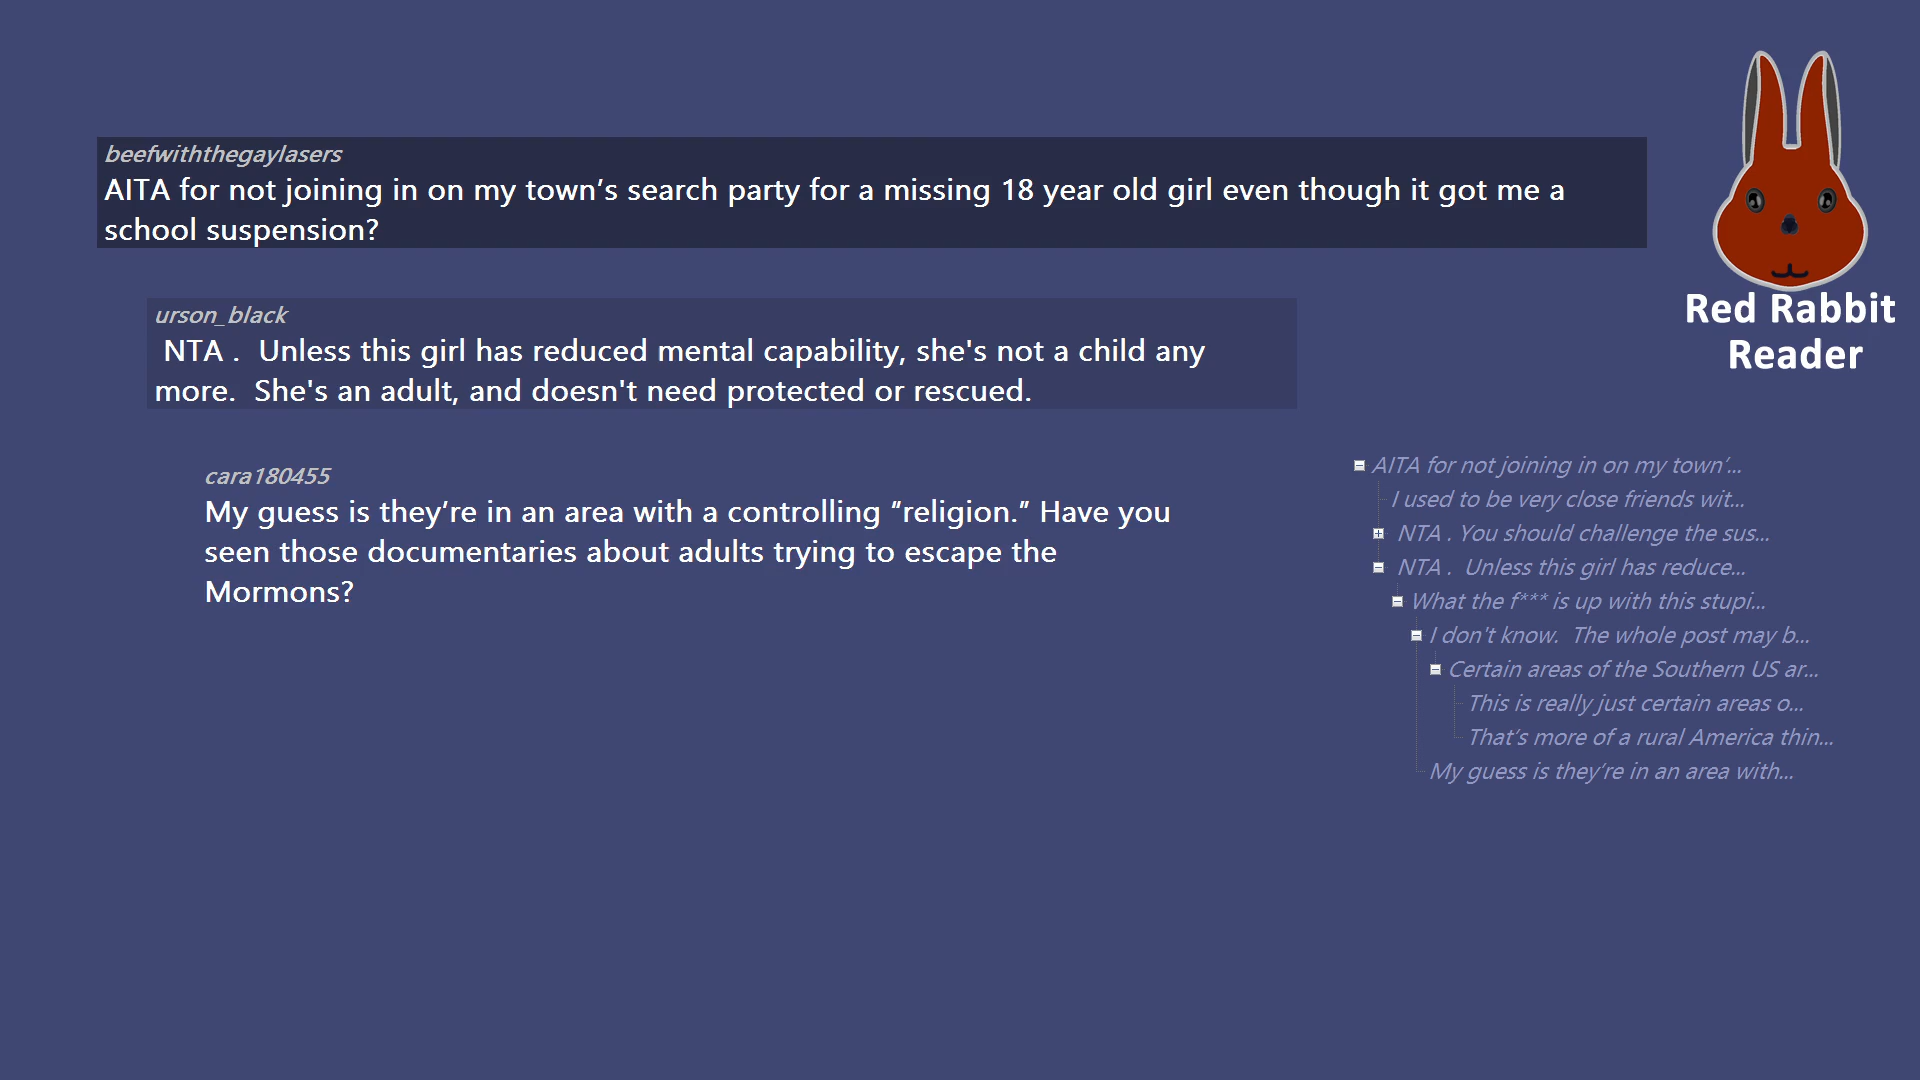 beefwiththegaylasers
AITA for not joining in on my town’s search party for a missing 18 year old girl even though it got me a
school suspension?
urson_black
NTA .  Unless this girl has reduced mental capability, she's not a child any
more.  She's an adult, and doesn't need protected or rescued.
cara180455
My guess is they’re in an area with a controlling ”religion.” Have you
seen those documentaries about adults trying to escape the
Mormons?
Red Rabbit
Reader
AITA for not joining in on my town’...
I used to be very close friends wit...
NTA . You should challenge the sus...
NTA .  Unless this girl has reduce...
What the f*** is up with this stupi...
I don't know.  The whole post may b...
Certain areas of the Southern US ar...
This is really just certain areas o...
That’s more of a rural America thin...
My guess is they’re in an area with...